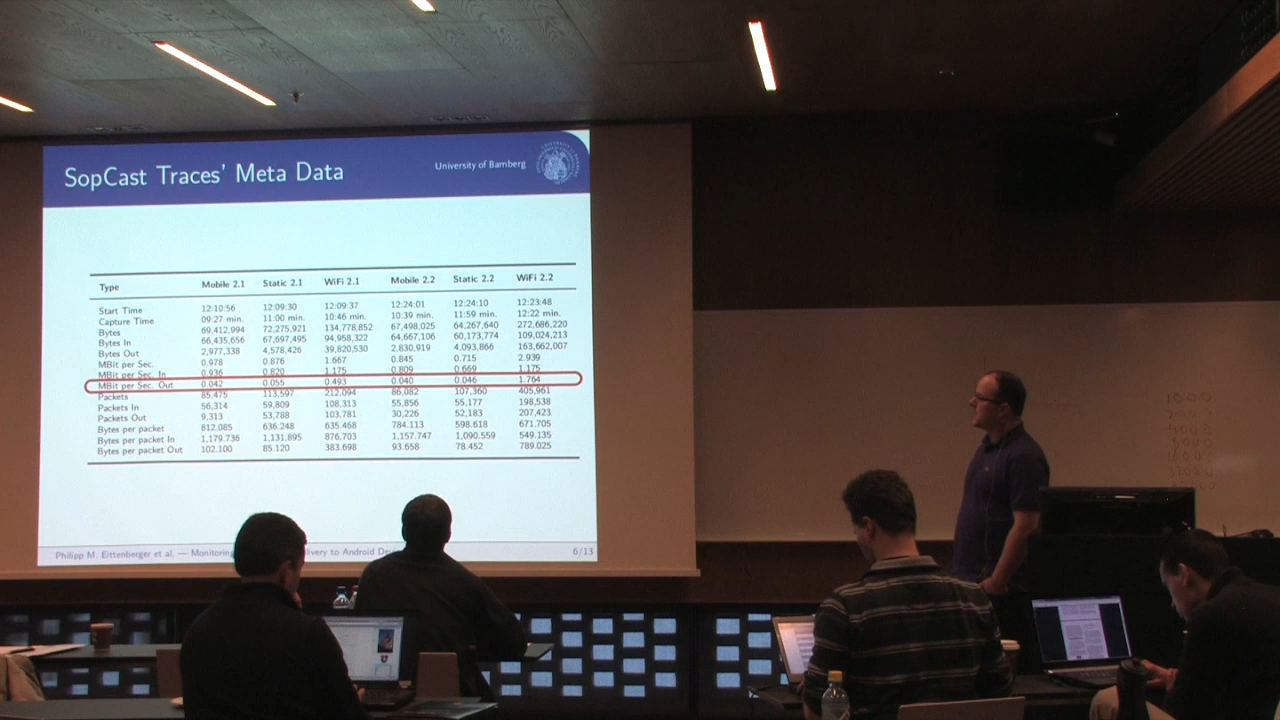 SopCast Traces' Meta Data
University of Bamberg
Type Mobile 2.1 Static 2.1 WiFi 2.1 Mobile 2.2 Static 2.2 WiFi 2.2
Start Time 12:10:56 12:09:30 12:09:37 12:24:01 12:24:10 12:23:48
Capture Time 09:27 min. 11:00 min. 10:46 min. 10:39 min. 11:59 min. 12:22 min.
Bytes 69,412,994 72,275,921 134,778,852 67,498,025 64,267,640 272,686,220
Bytes In 66,435,656 67,697,495 94,958,322 64,667,106 60,173,774 109,024,213
Bytes Out 2,977,338 4,578,426 39,820,530 2,830,919 4,093,866 163,662,007
MBit per Sec. 0.978 0.876 1.667 0.845 0.715 2.939
MBit per Sec. In 0.936 0.820 1.175 0.809 0.669 1.175
MBit per Sec. Out 0.042 0.055 0.493 0.040 0.046 1.764
Packets 85,475 113,597 212,094 86,082 107,360 405,961
Packets In 56,314 59,809 108,313 55,856 55,177 198,538
Packets Out 9,313 53,788 103,781 30,226 52,183 207,423
Bytes per packet 812.085 636.248 635.468 784.113 598.618 671.705
Bytes per packet In 1,179.736 1,131.895 876,703 1,157.747 1,090.559 549.135
Bytes per packet Out 102.100 85.120 383.698 93.658 78.452 789.025
Philipp M. Eittenberger et al. — Monitoring livery to Android 6/13